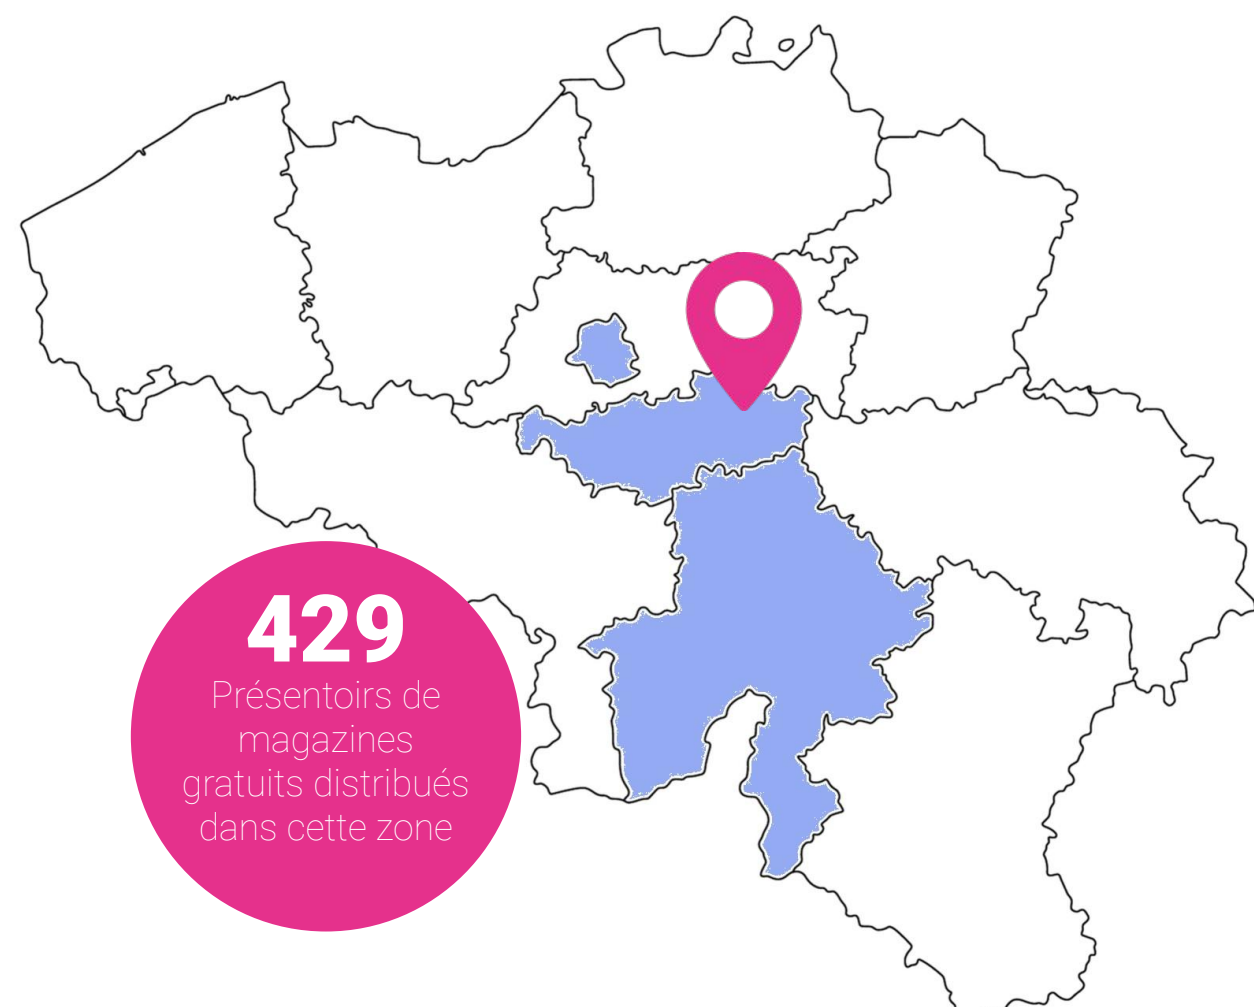 429
Présentoirs de
magazines
gratuits distribués
dans cette zone